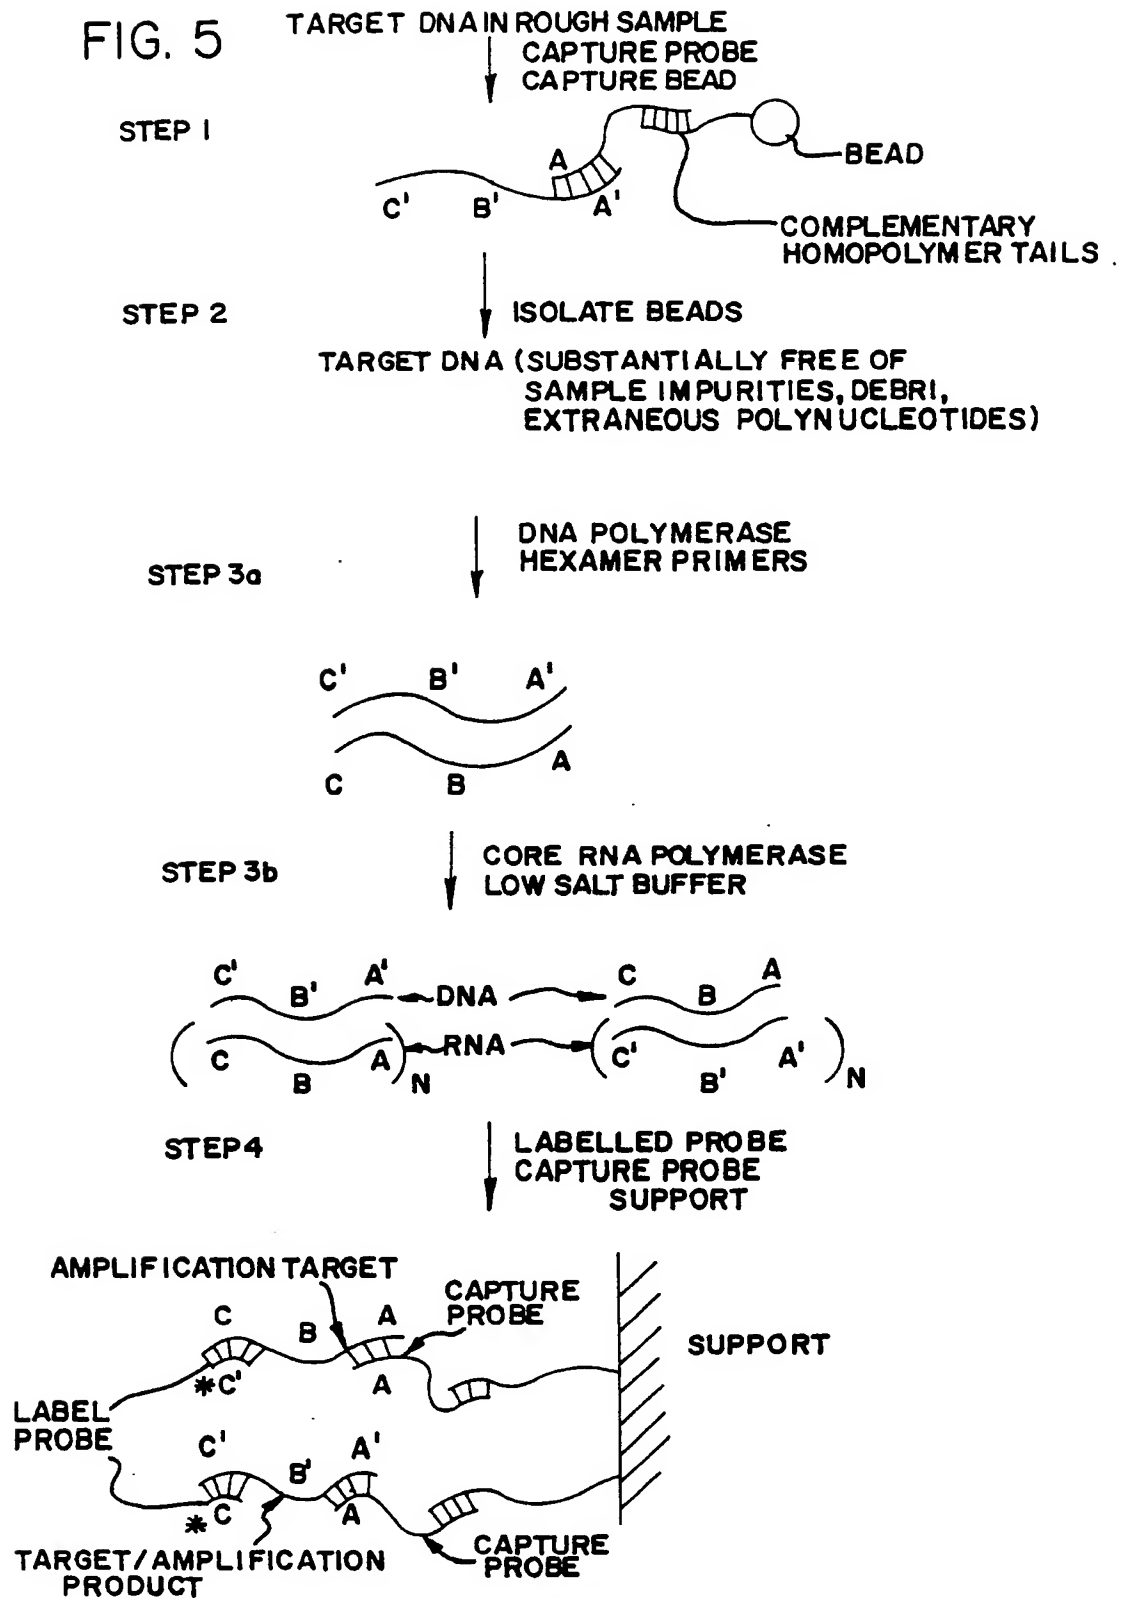 FIG. 5
TARGET DNA IN ROUGH SAMPLE
CAPTURE PROBE
CAPTURE BEAD
STEP 1
A
BEAD
C' B' A'
COMPLEMENTARY
HOMOPOLYMER TAILS
STEP 2
ISOLATE BEADS
TARGET DNA (SUBSTANTIALLY FREE OF
SAMPLE IMPURITIES, DEBRI,
EXTRANEOUS POLYNUCLEOTIDES)
DNA POLYMERASE
HEXAMER PRIMERS
STEP 3a
C' B' A'
C B A
STEP 3b
CORE RNA POLYMERASE
LOW SALT BUFFER
C' B' A' DNA C B A
C B A N RNA C' B' A' N
STEP 4
LABELLED PROBE
CAPTURE PROBE
SUPPORT
AMPLIFICATION TARGET
CAPTURE
PROBE
C B A
SUPPORT
*C' A
LABEL
PROBE
C' B' A'
* C A
TARGET/AMPLIFICATION
PRODUCT
CAPTURE
PROBE